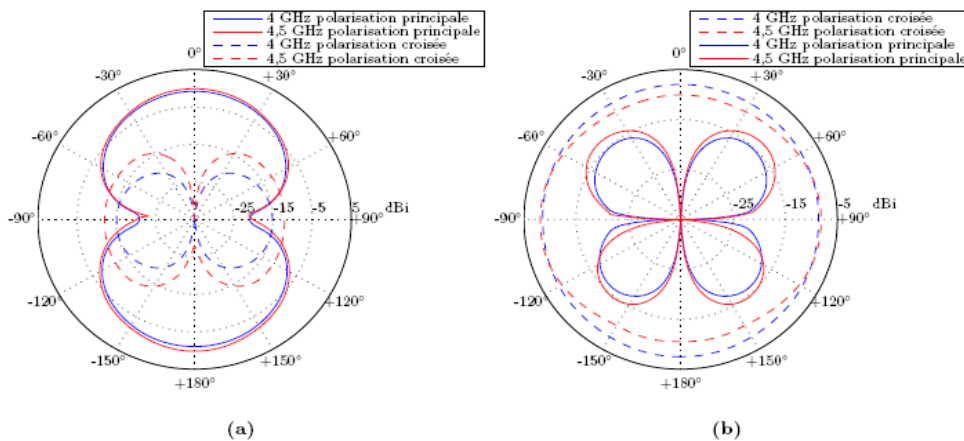 4 GHz polarisation principale
4,5 GHz polarisation principale
4 GHz polarisation croisée
4,5 GHz polarisation croisée
0°
-30°
+30°
-60°
+60°
-90°
-25
-15
-5
5
dBi
+90°
-120°
+120°
-150°
+150°
+180°
(a)
4 GHz polarisation croisée
4,5 GHz polarisation croisée
4 GHz polarisation principale
4,5 GHz polarisation principale
0°
-30°
+30°
-60°
+60°
-90°
-25
-15
-5
dBi
+90°
-120°
+120°
-150°
+150°
+180°
(b)